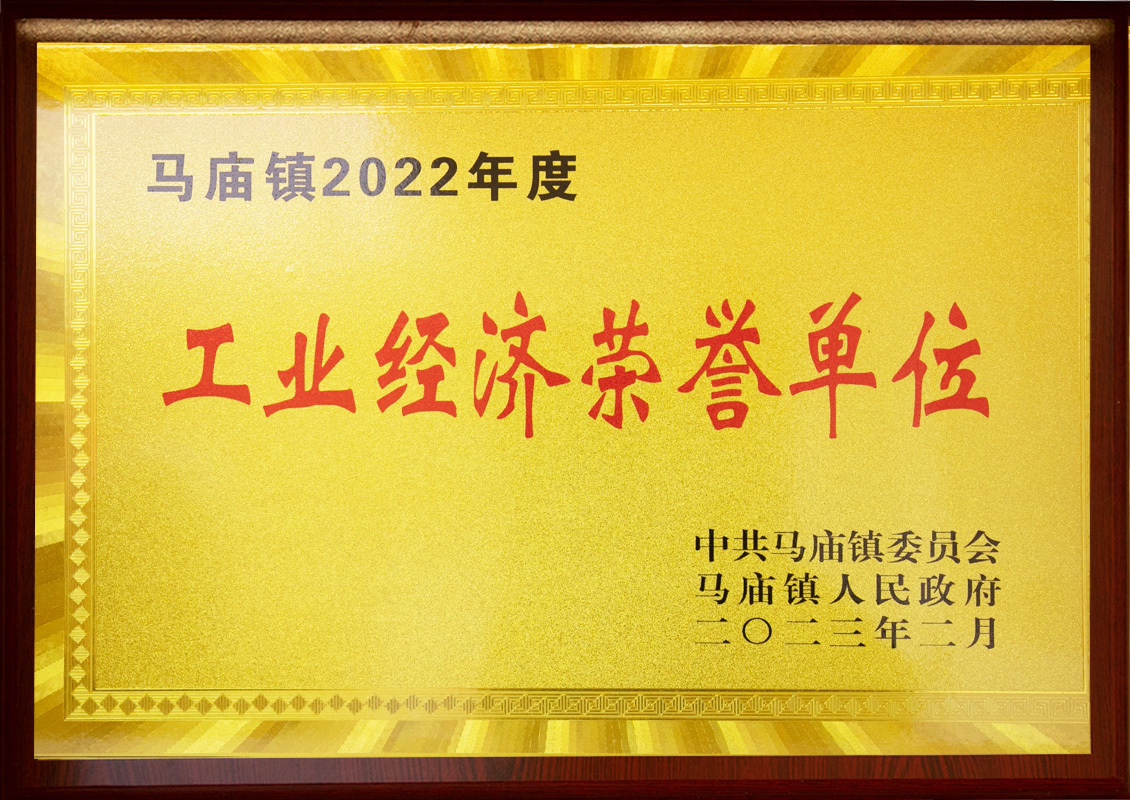 马庙镇2022年度
工业经济荣誉单位
中共马庙镇委员会
马庙镇人民政府
二〇二三年二月